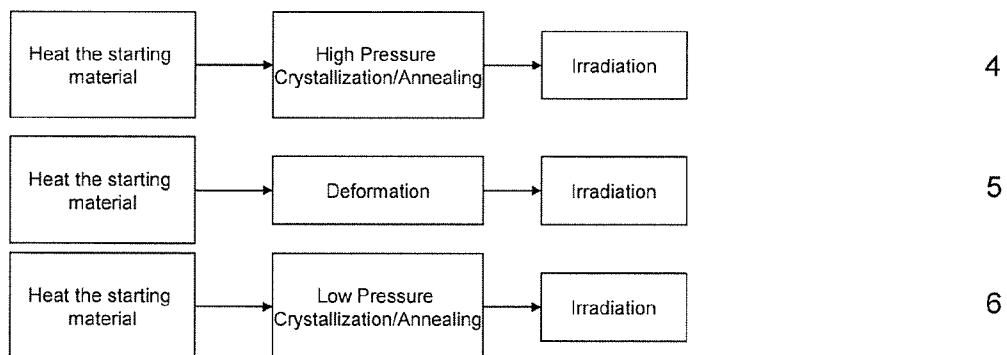 Heat the starting
material
High Pressure
Crystallization/Annealing
Irradiation
4
Heat the starting
material
Deformation
Irradiation
5
Heat the starting
material
Low Pressure
Crystallization/Annealing
Irradiation
6